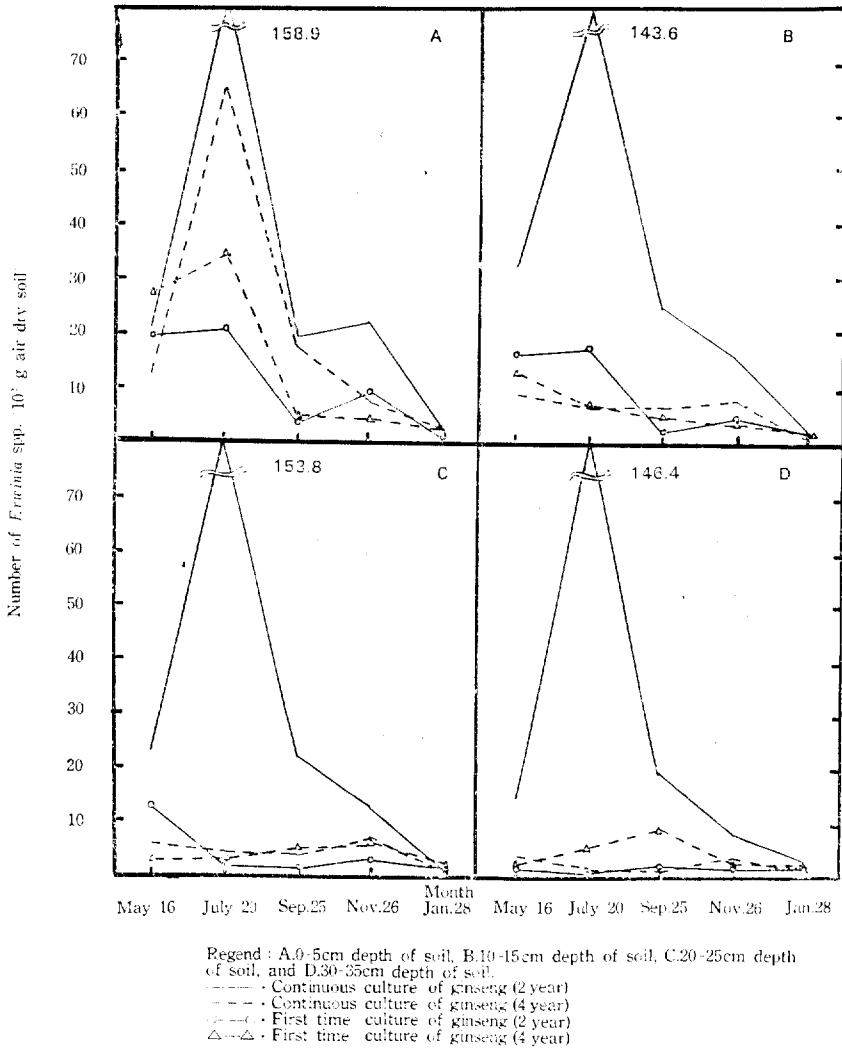 158.9 A
143.6 B
70
60
50
40
30
20
10
Number of Erwinia spp. 10² g air dry soil
153.8 C
146.4 D
70
60
50
40
30
20
10
Month
May 16 July 20 Sep.25 Nov.26 Jan.28 May 16 July 20 Sep.25 Nov.26 Jan.28
Regend : A.0-5cm depth of soil, B.10-15cm depth of soil, C.20-25cm depth
of soil, and D.30-35cm depth of soil.
Continuous culture of ginseng (2 year)
Continuous culture of ginseng (4 year)
First time culture of ginseng (2 year)
First time culture of ginseng (4 year)